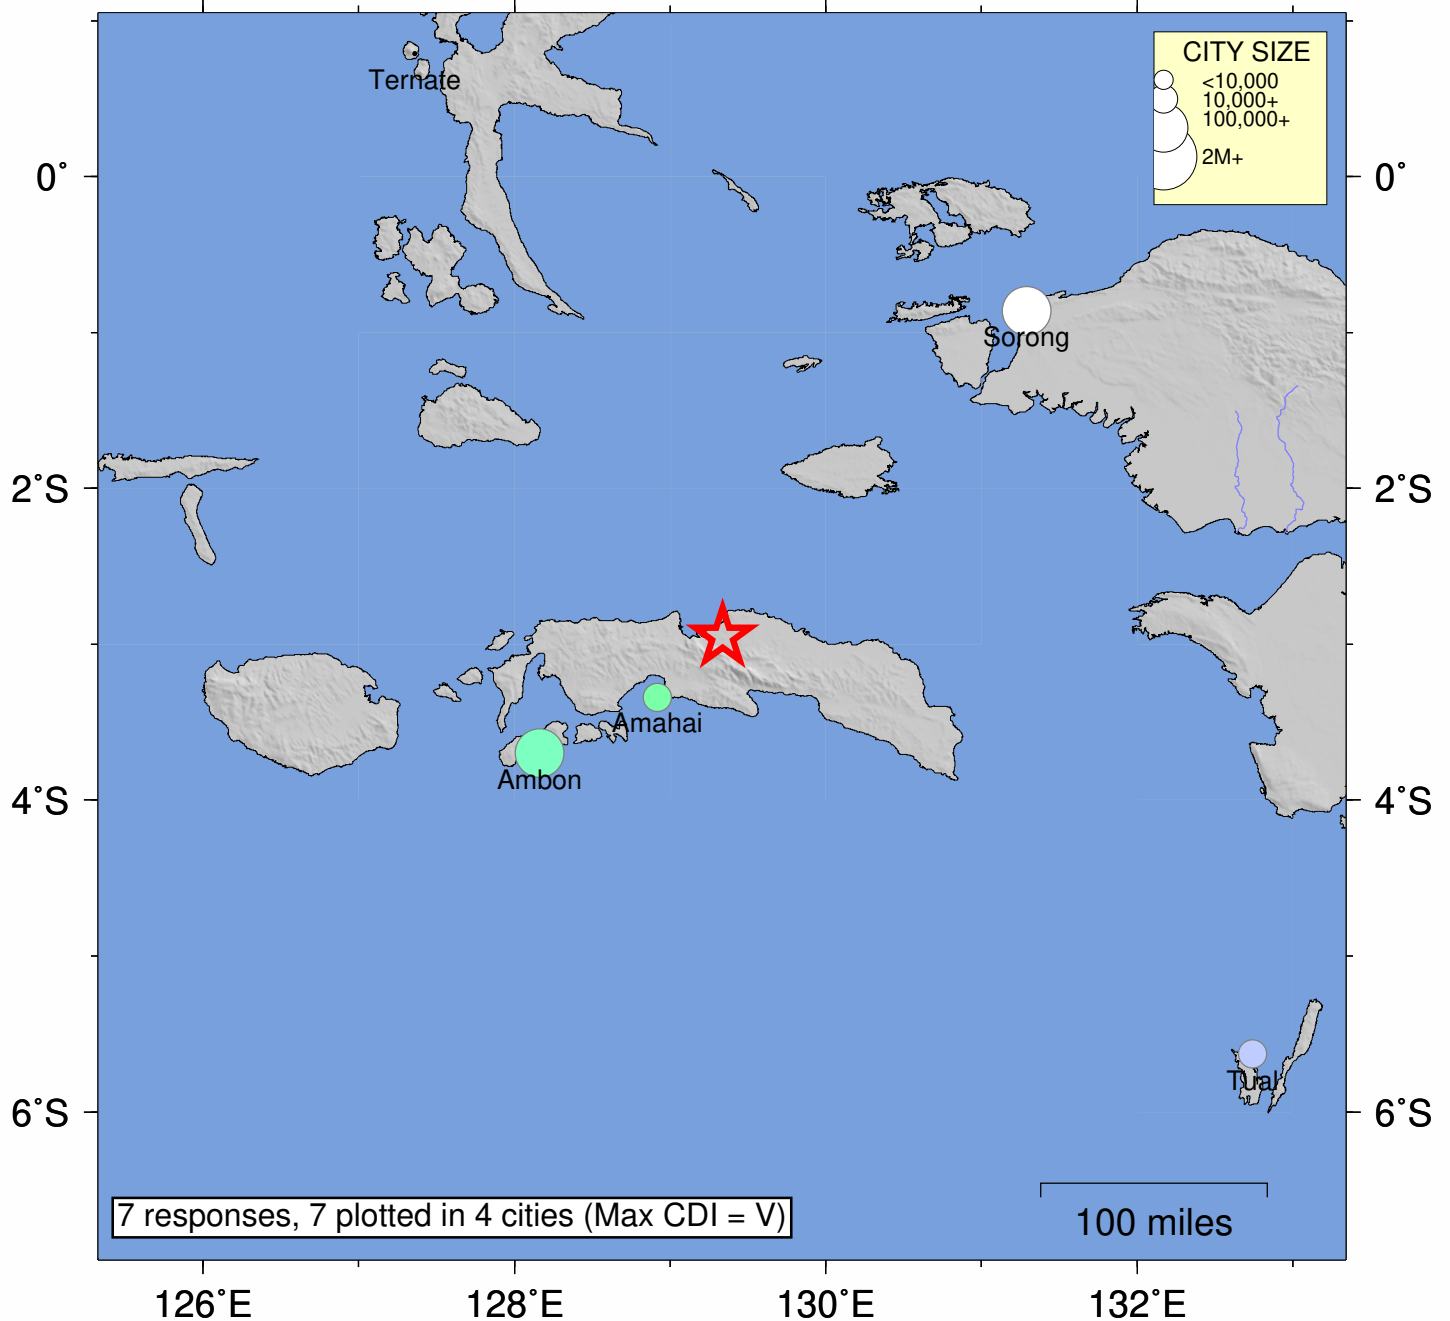 CITY SIZE
<10,000
10,000+
100,000+
2M+
Ternate
0˚
0˚
Sorong
2˚S
2˚S
Amahai
Ambon
4˚S
4˚S
Tual
6˚S
6˚S
7 responses, 7 plotted in 4 cities (Max CDI = V)
100 miles
126˚E
128˚E
130˚E
132˚E